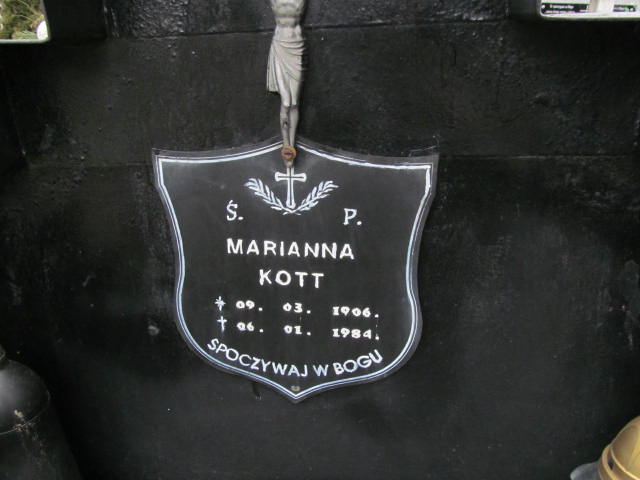 Ś. P.
MARIANNA
KOTT
* 09. 03. 1906.
† 06. 01. 1984.
SPOCZYWAJ W BOGU